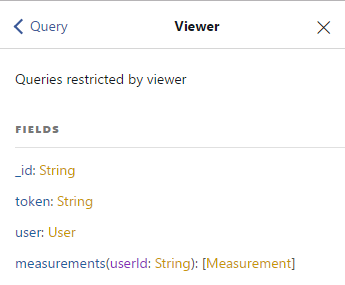 Query
Viewer
Queries restricted by viewer
FIELDS
_id: String
token: String
user: User
measurements(userId: String): [Measurement]